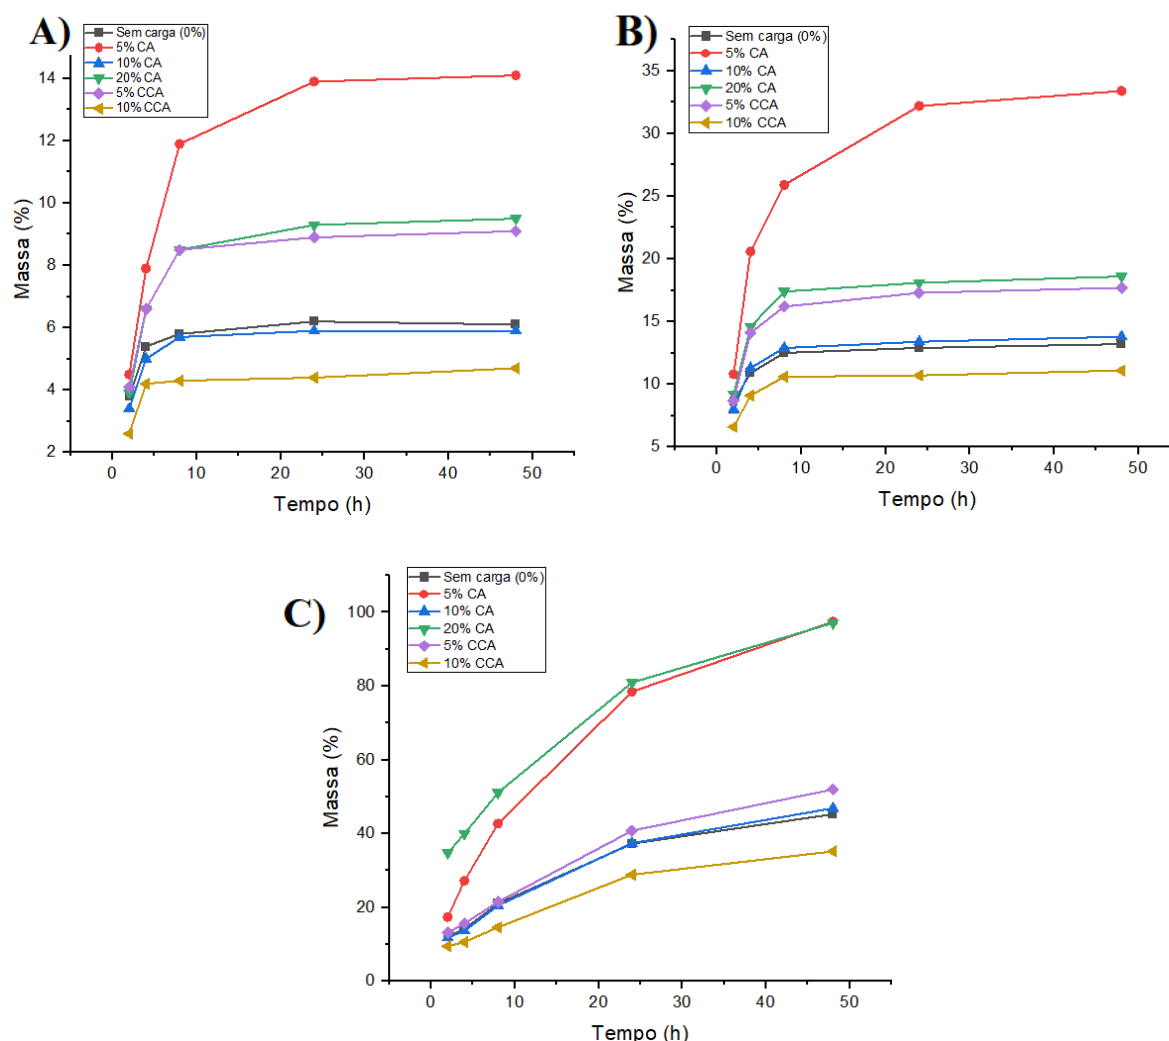 A)
Sem carga (0%)
5% CA
10% CA
20% CA
5% CCA
10% CCA
14
12
10
8
6
4
2
Massa (%)
0 10 20 30 40 50
Tempo (h)
B)
Sem carga (0%)
5% CA
10% CA
20% CA
5% CCA
10% CCA
35
30
25
20
15
10
5
Massa (%)
0 10 20 30 40 50
Tempo (h)
C)
Sem carga (0%)
5% CA
10% CA
20% CA
5% CCA
10% CCA
100
80
60
40
20
0
Massa (%)
0 10 20 30 40 50
Tempo (h)